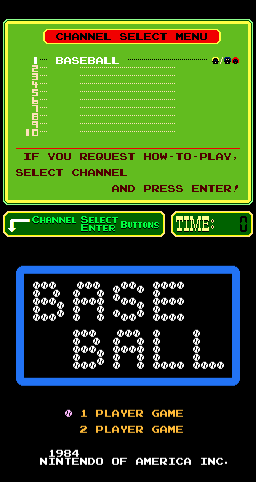 CHANNEL SELECT MENU
1 BASEBALL
2
3
4
5
6
7
8
9
10
IF YOU REQUEST HOW-TO-PLAY,
SELECT CHANNEL
AND PRESS ENTER!
CHANNEL SELECT
ENTER BUTTONS
TIME: 0
BASE
BALL
1 PLAYER GAME
2 PLAYER GAME
1984
NINTENDO OF AMERICA INC.